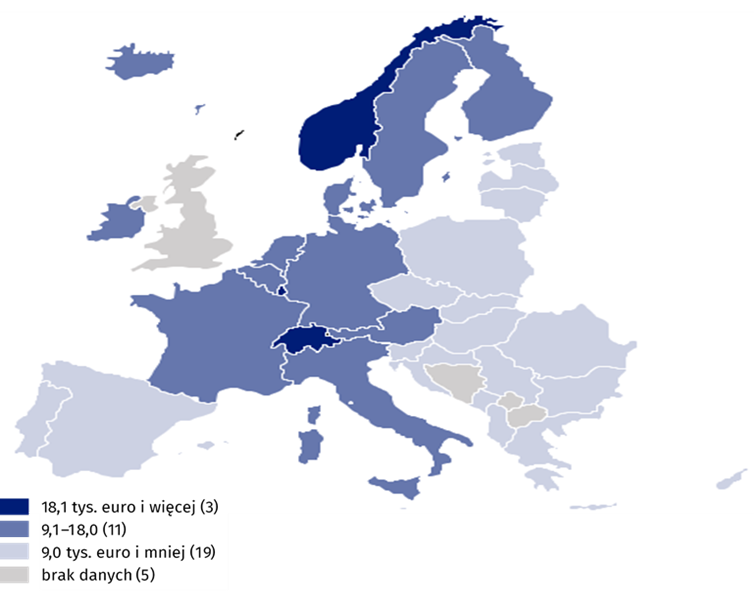 18,1 tys. euro i więcej (3)
9,1–18,0 (11)
9,0 tys. euro i mniej (19)
brak danych (5)